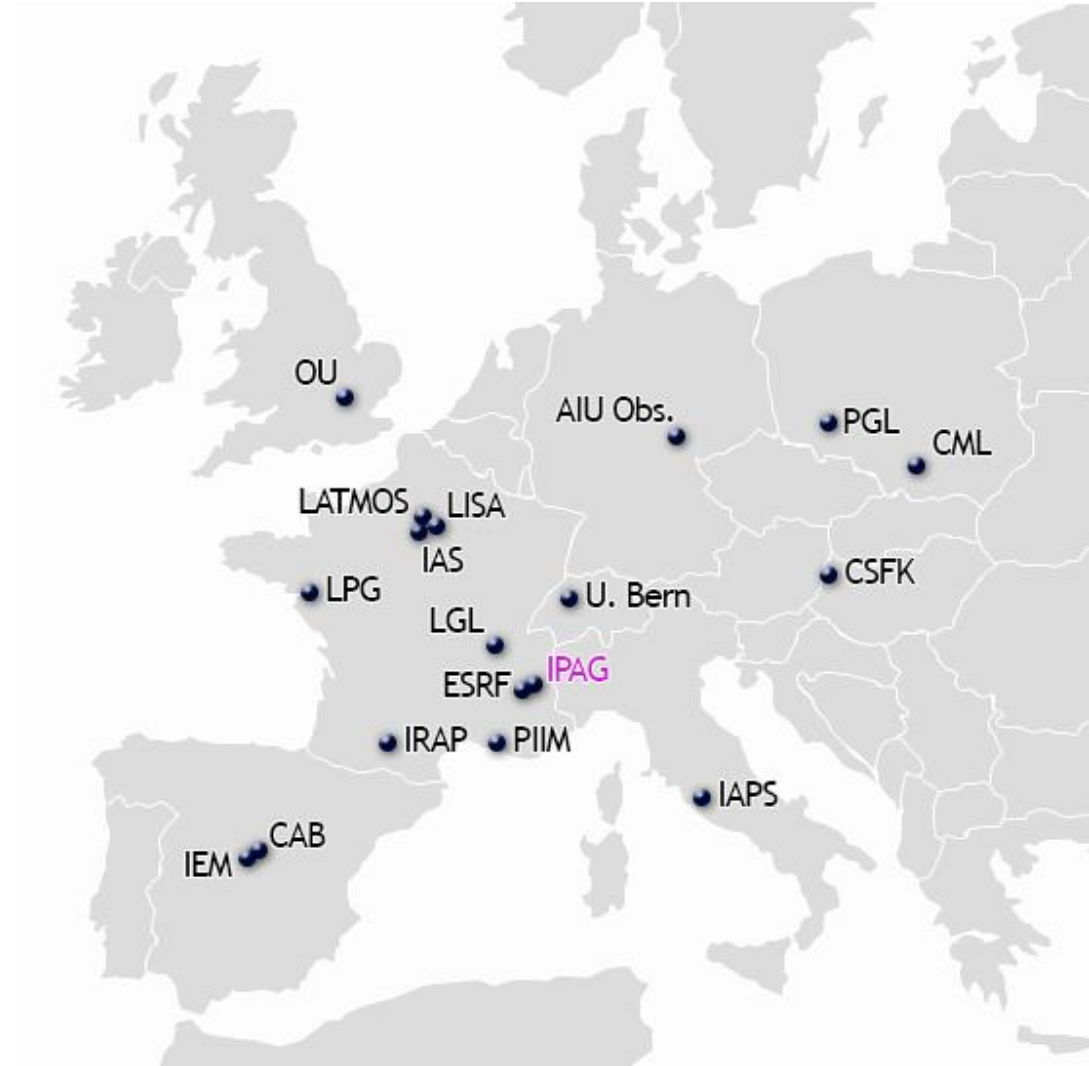 OU
AIU Obs.
PGL
CML
LATMOS
LISA
IAS
CSFK
LPG
U. Bern
LGL
IPAG
ESRF
IRAP
PIIM
IAPS
CAB
IEM